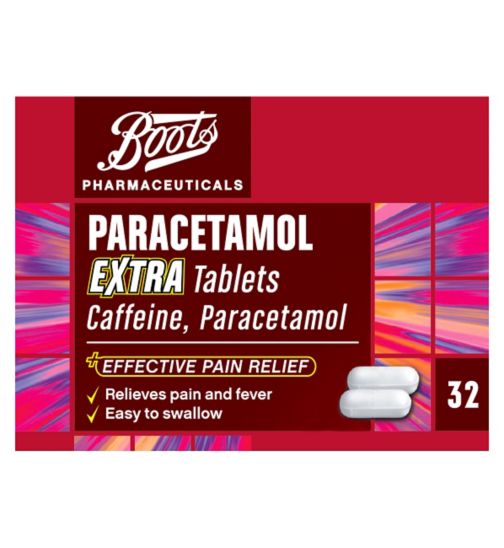 Boots
PHARMACEUTICALS
PARACETAMOL
EXTRA Tablets
Caffeine, Paracetamol
+EFFECTIVE PAIN RELIEF
✓ Relieves pain and fever
✓ Easy to swallow
32